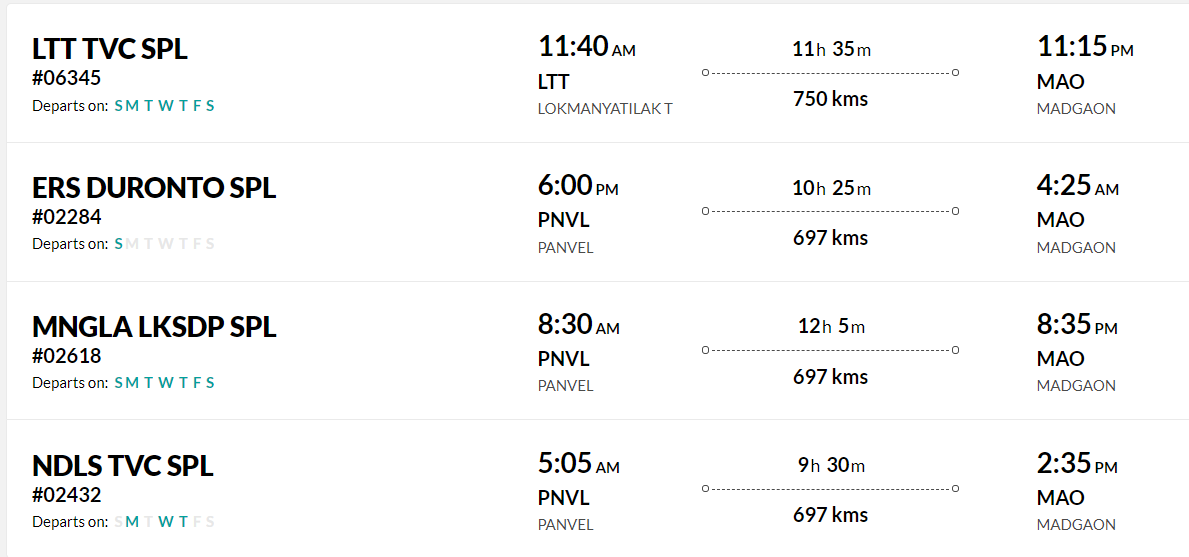 LTT TVC SPL
#06345
Departs on: S M T W T F S
11:40 AM
LTT
LOKMANYATILAK T
11h 35m
750 kms
11:15 PM
MAO
MADGAON
ERS DURONTO SPL
#02284
Departs on: S M T W T F S
6:00 PM
PNVL
PANVEL
10h 25m
697 kms
4:25 AM
MAO
MADGAON
MNGLA LKSDP SPL
#02618
Departs on: S M T W T F S
8:30 AM
PNVL
PANVEL
12h 5m
697 kms
8:35 PM
MAO
MADGAON
NDLS TVC SPL
#02432
Departs on: S M T W T F S
5:05 AM
PNVL
PANVEL
9h 30m
697 kms
2:35 PM
MAO
MADGAON